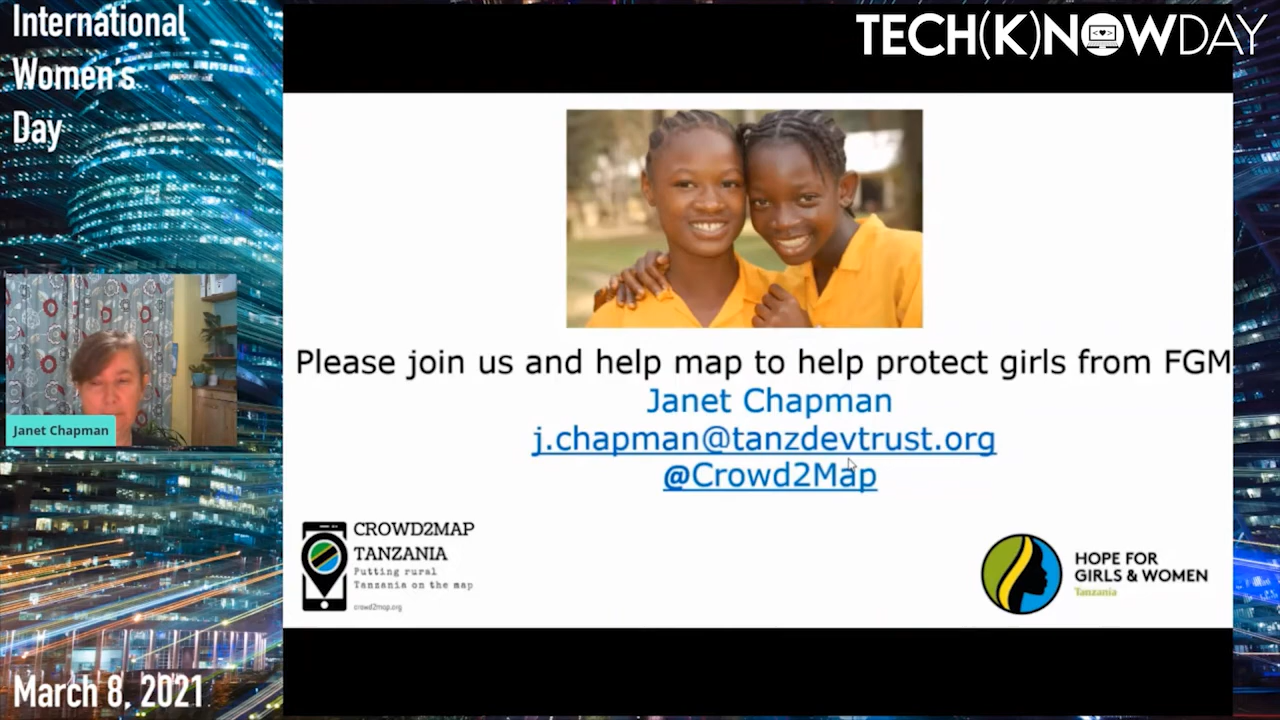 International
Women's
Day
TECH(K)NOWDAY
Please join us and help map to help protect girls from FGM
Janet Chapman
j.chapman@tanzdevtrust.org
@Crowd2Map
Janet Chapman
CROWD2MAP
TANZANIA
Putting rural
Tanzania on the map
crowd2map.org
HOPE FOR
GIRLS & WOMEN
Tanzania
March 8, 2021